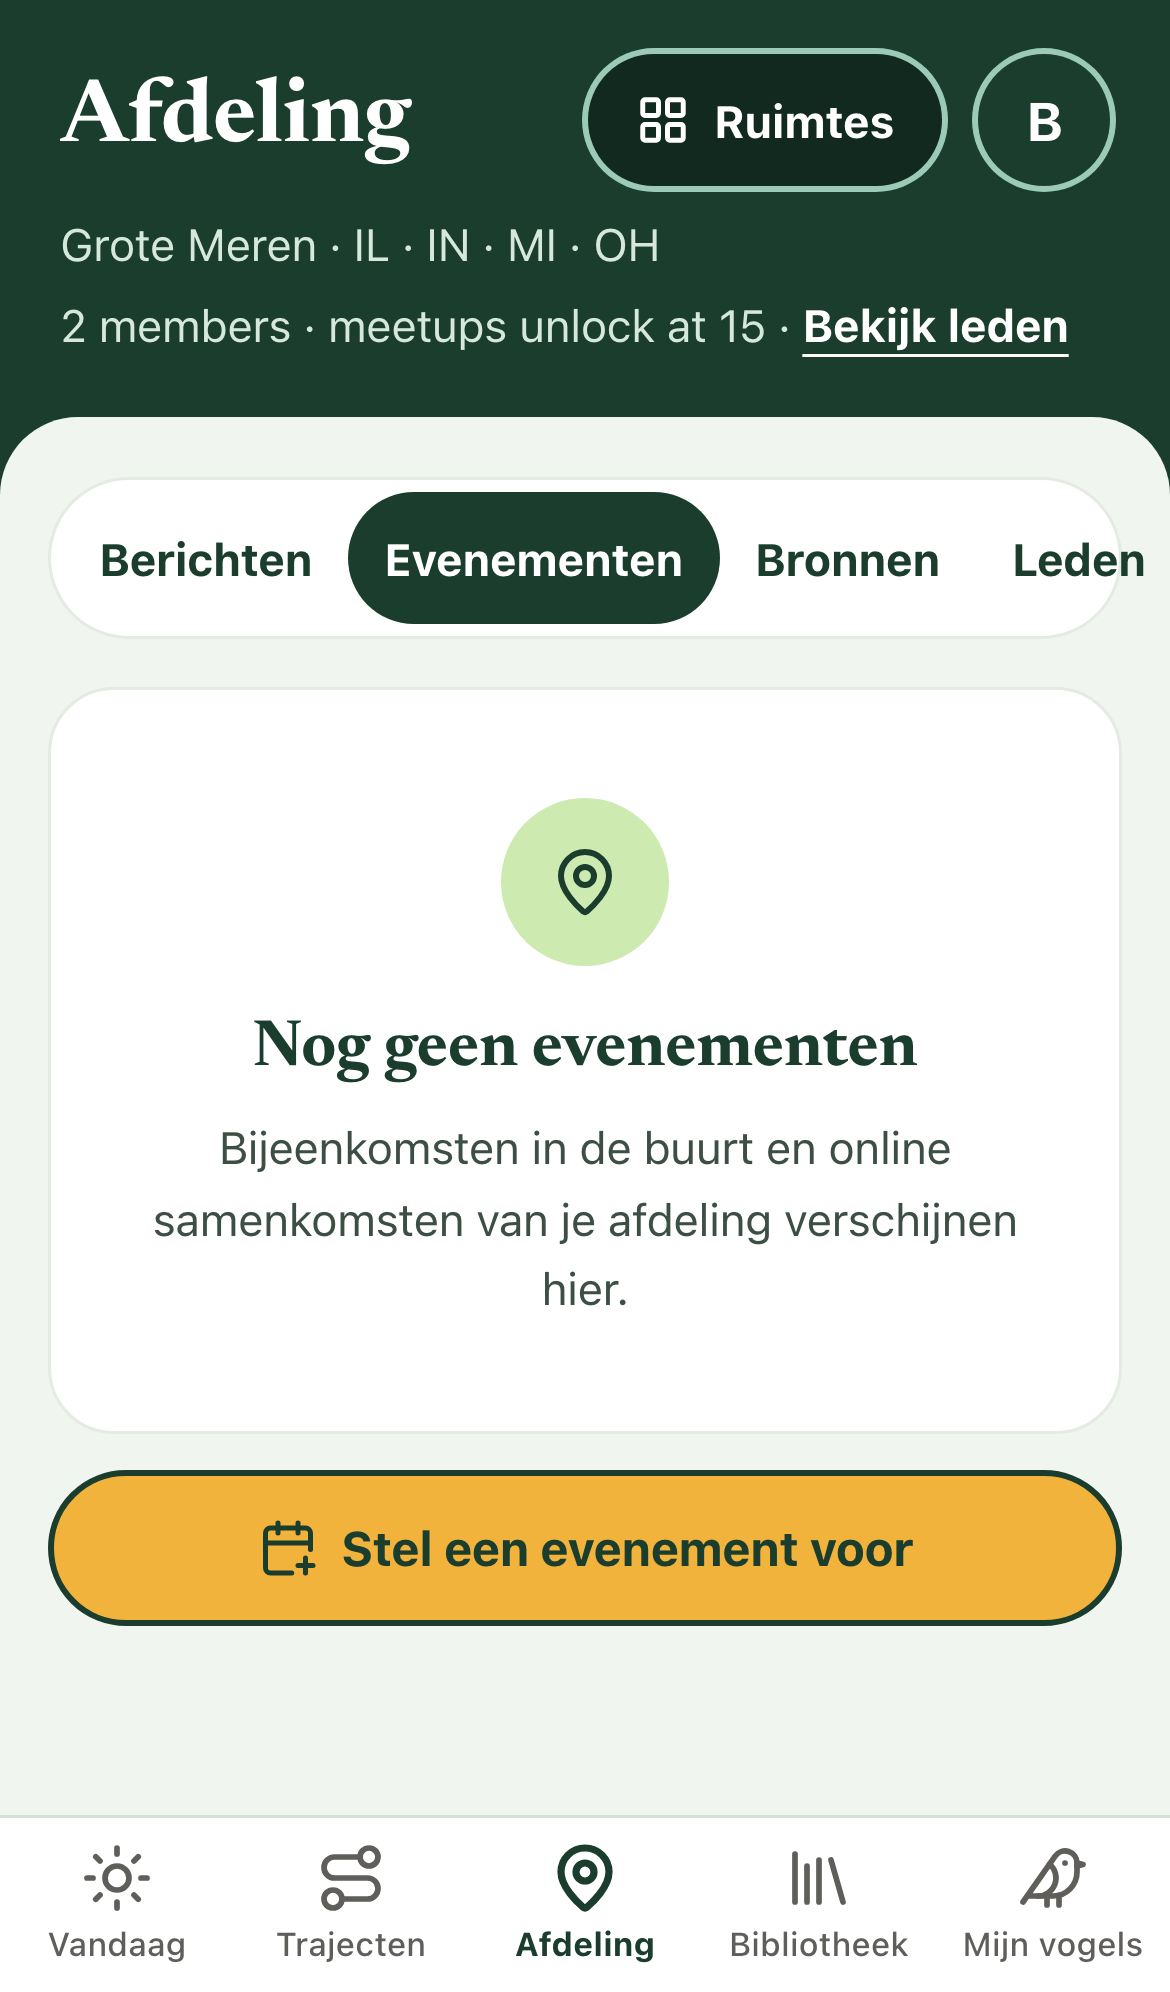 Afdeling
Ruimtes
B
Grote Meren · IL · IN · MI · OH
2 members · meetups unlock at 15 · Bekijk leden
Berichten
Evenementen
Bronnen
Leden
Nog geen evenementen
Bijeenkomsten in de buurt en online
samenkomsten van je afdeling verschijnen
hier.
Stel een evenement voor
Vandaag
Trajecten
Afdeling
Bibliotheek
Mijn vogels